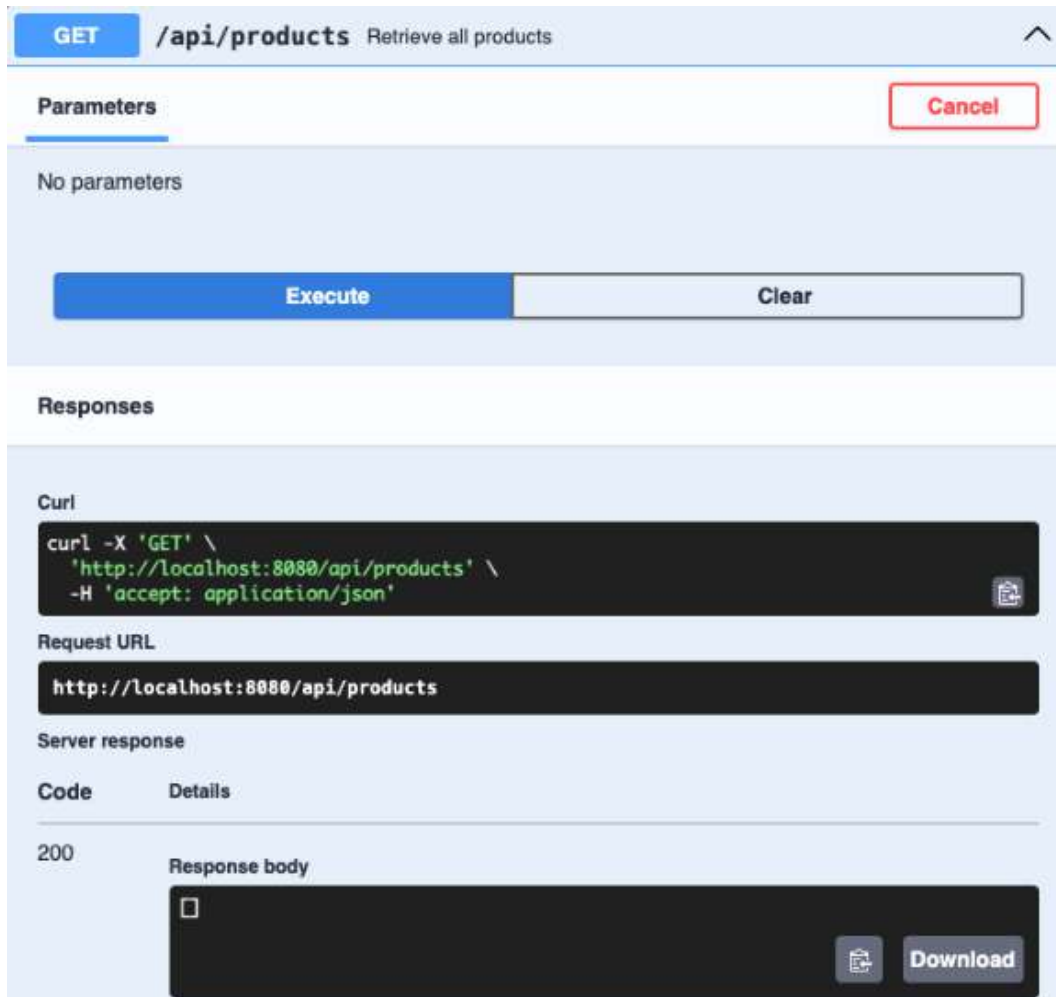 GET /api/products Retrieve all products
Parameters
Cancel
No parameters
Execute
Clear
Responses
Curl
curl -X 'GET' \
'http://localhost:8080/api/products' \
-H 'accept: application/json'
Request URL
http://localhost:8080/api/products
Server response
Code Details
200
Response body
[]
Download